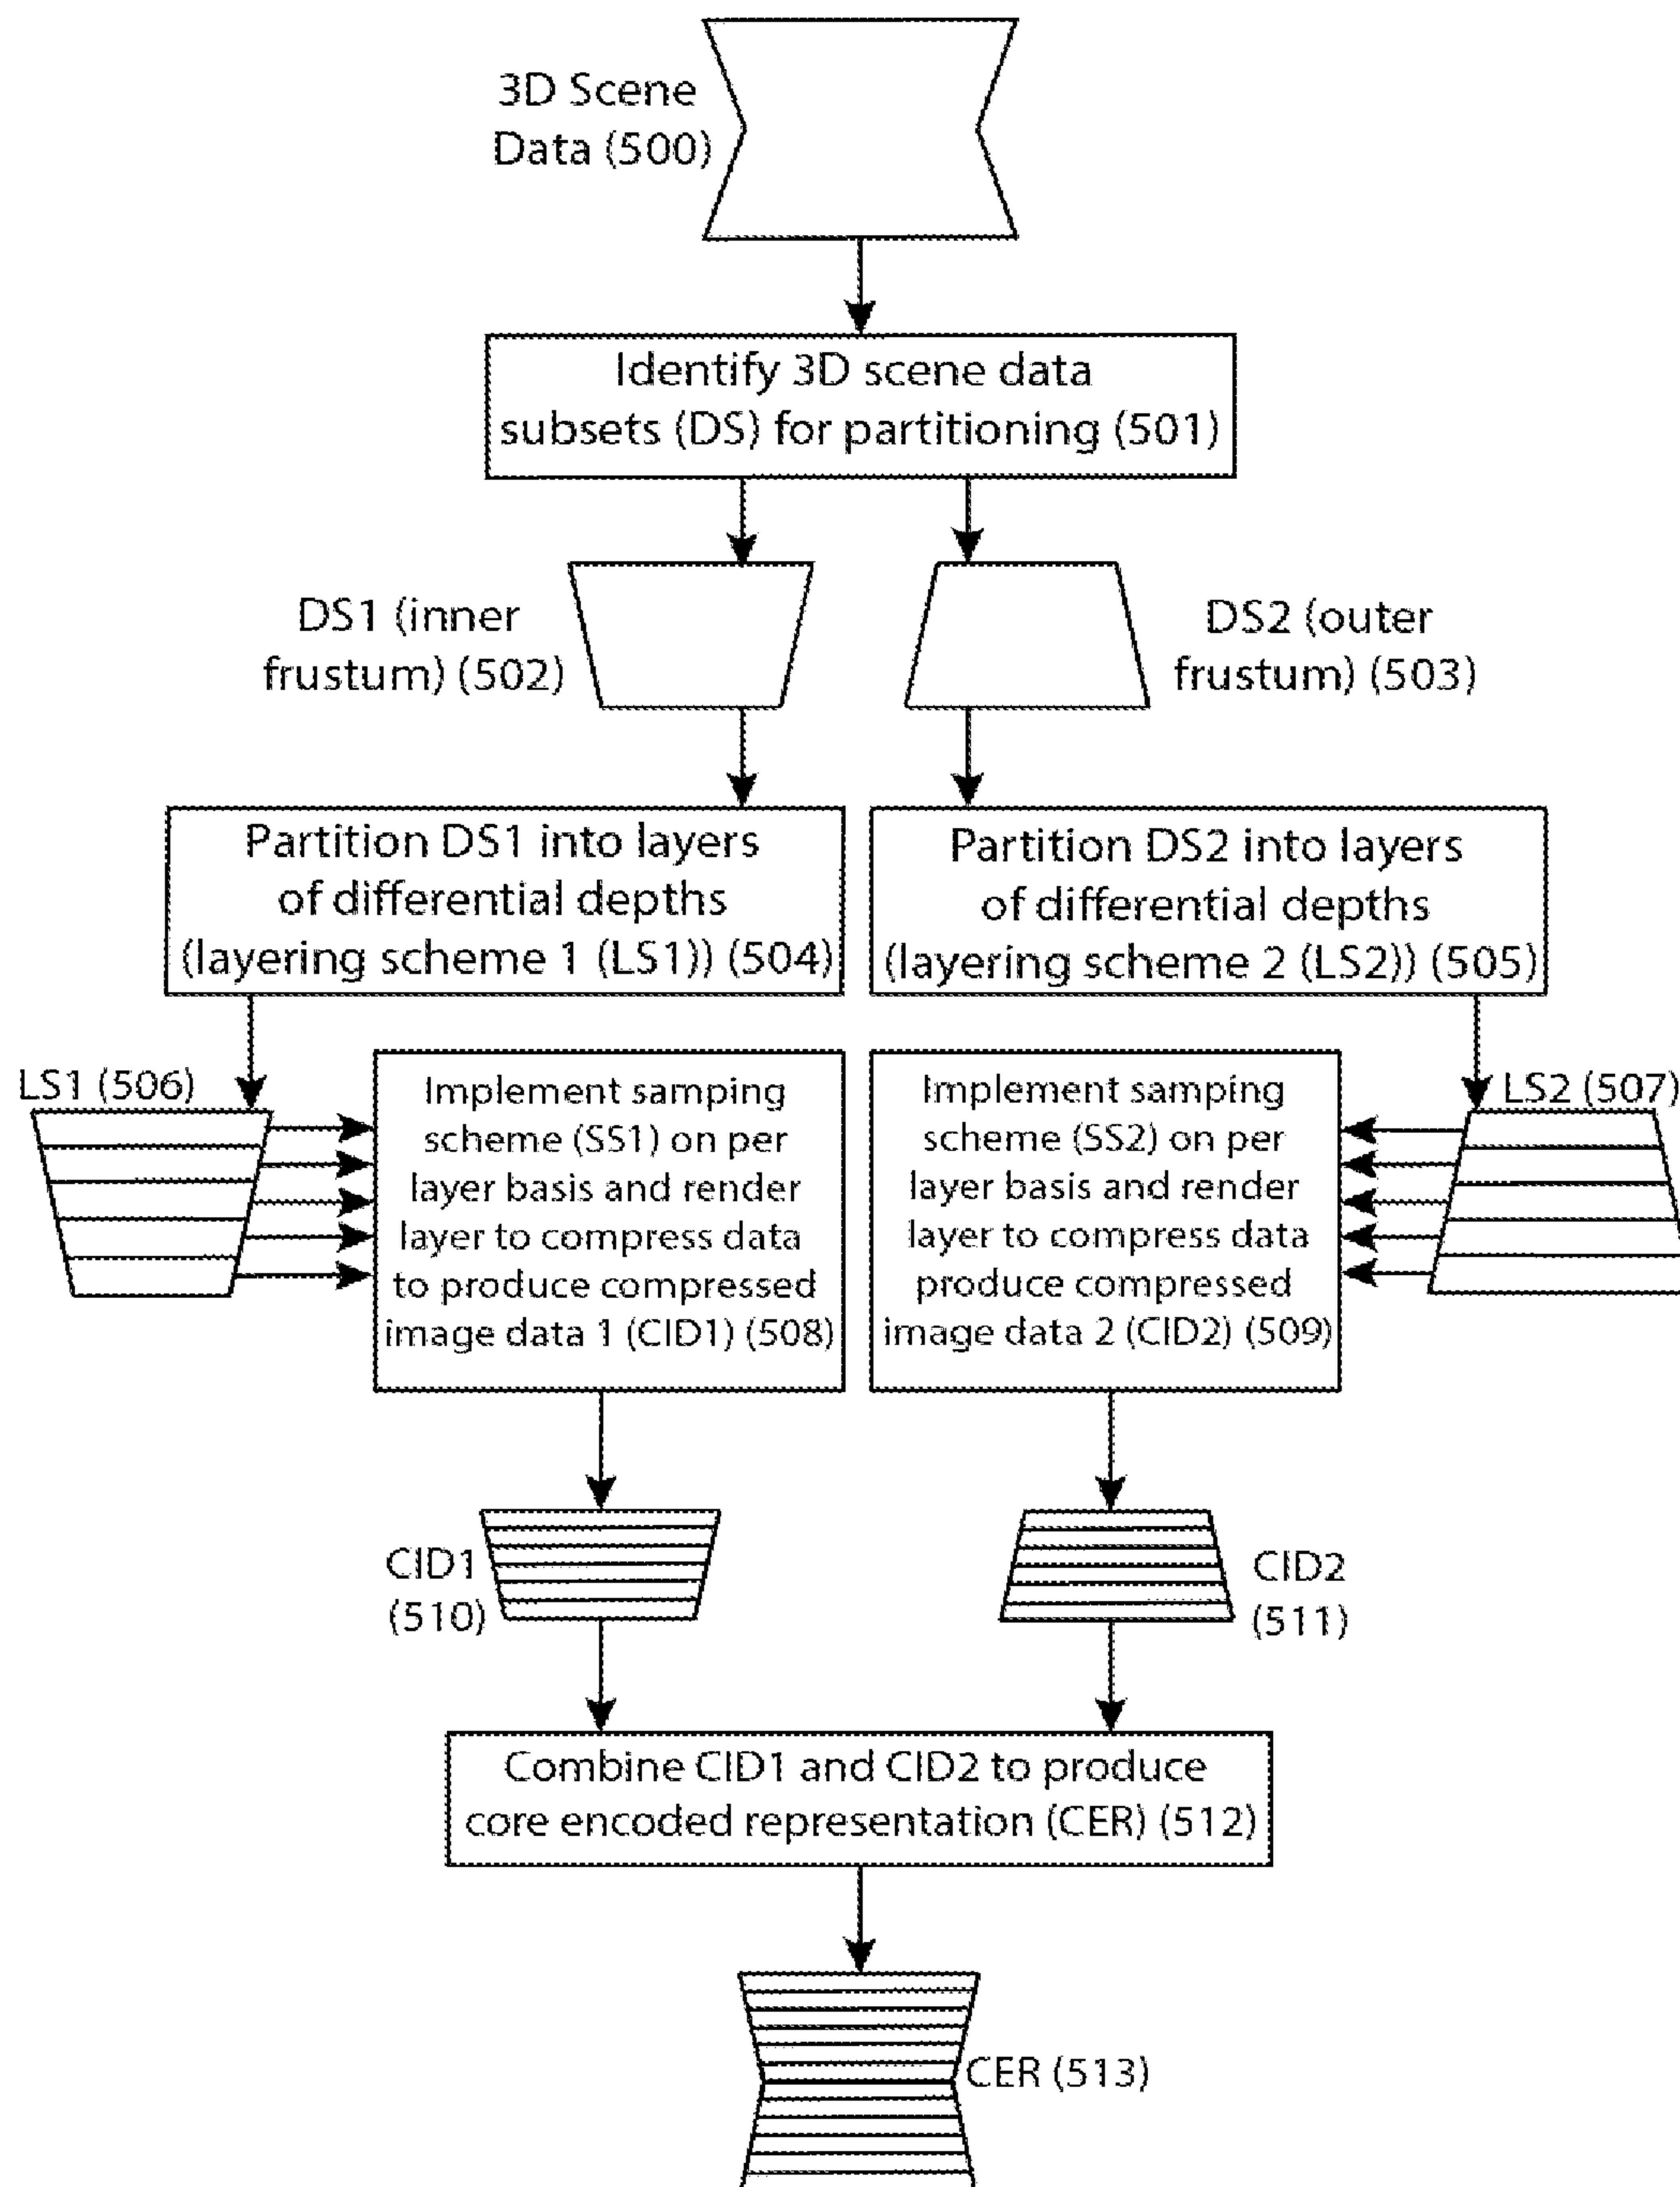 3D Scene
Data (500)
Identify 3D scene data
subsets (DS) for partitioning (501)
DS1 (inner
frustum) (502)
DS2 (outer
frustum) (503)
Partition DS1 into layers
of differential depths
(layering scheme 1 (LS1)) (504)
Partition DS2 into layers
of differential depths
(layering scheme 2 (LS2)) (505)
LS1 (506)
Implement samping
scheme (SS1) on per
layer basis and render
layer to compress data
to produce compressed
image data 1 (CID1) (508)
Implement samping
scheme (SS2) on per
layer basis and render
layer to compress data
produce compressed
image data 2 (CID2) (509)
LS2 (507)
CID1
(510)
CID2
(511)
Combine CID1 and CID2 to produce
core encoded representation (CER) (512)
CER (513)